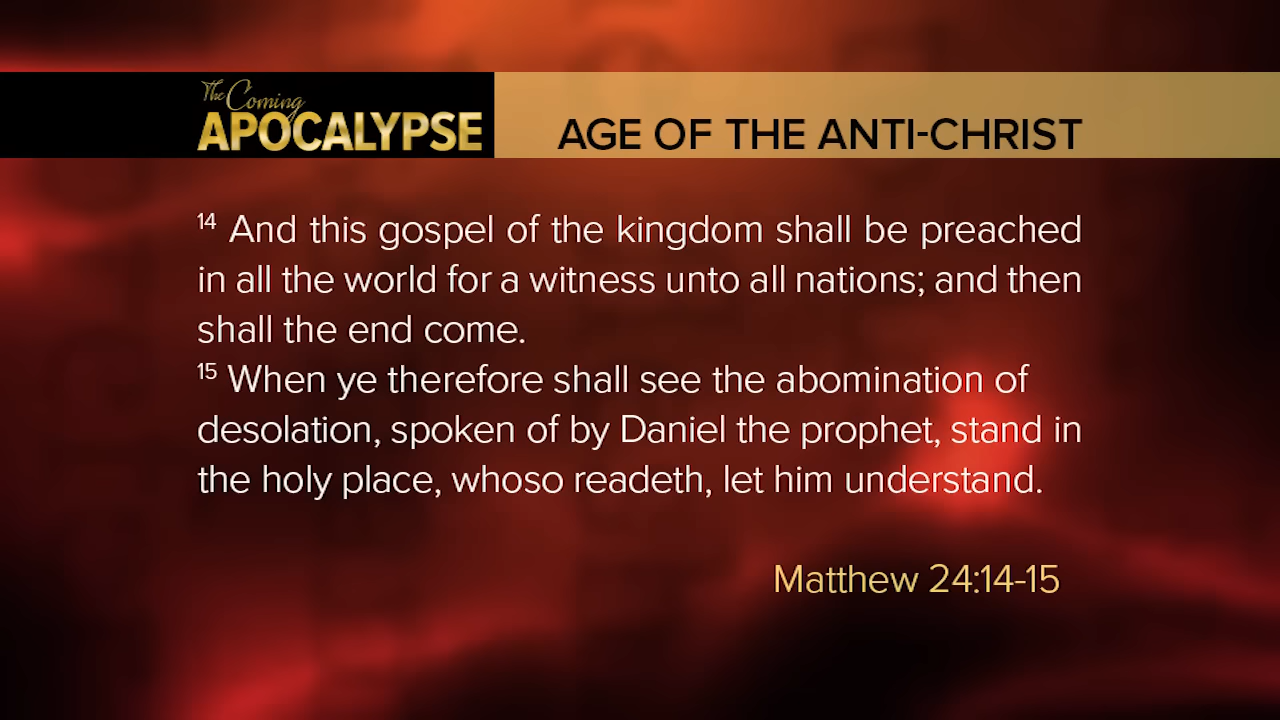 The Coming
APOCALYPSE
AGE OF THE ANTI-CHRIST
14 And this gospel of the kingdom shall be preached
in all the world for a witness unto all nations; and then
shall the end come.
15 When ye therefore shall see the abomination of
desolation, spoken of by Daniel the prophet, stand in
the holy place, whoso readeth, let him understand.
Matthew 24:14-15